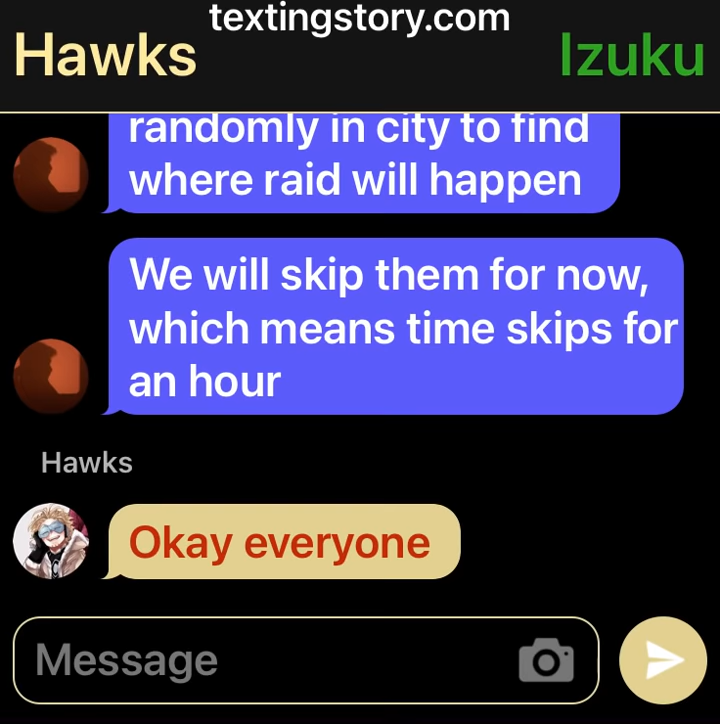 textingstory.com
Hawks
Izuku
randomly in city to find
where raid will happen
We will skip them for now,
which means time skips for
an hour
Hawks
Okay everyone
Message